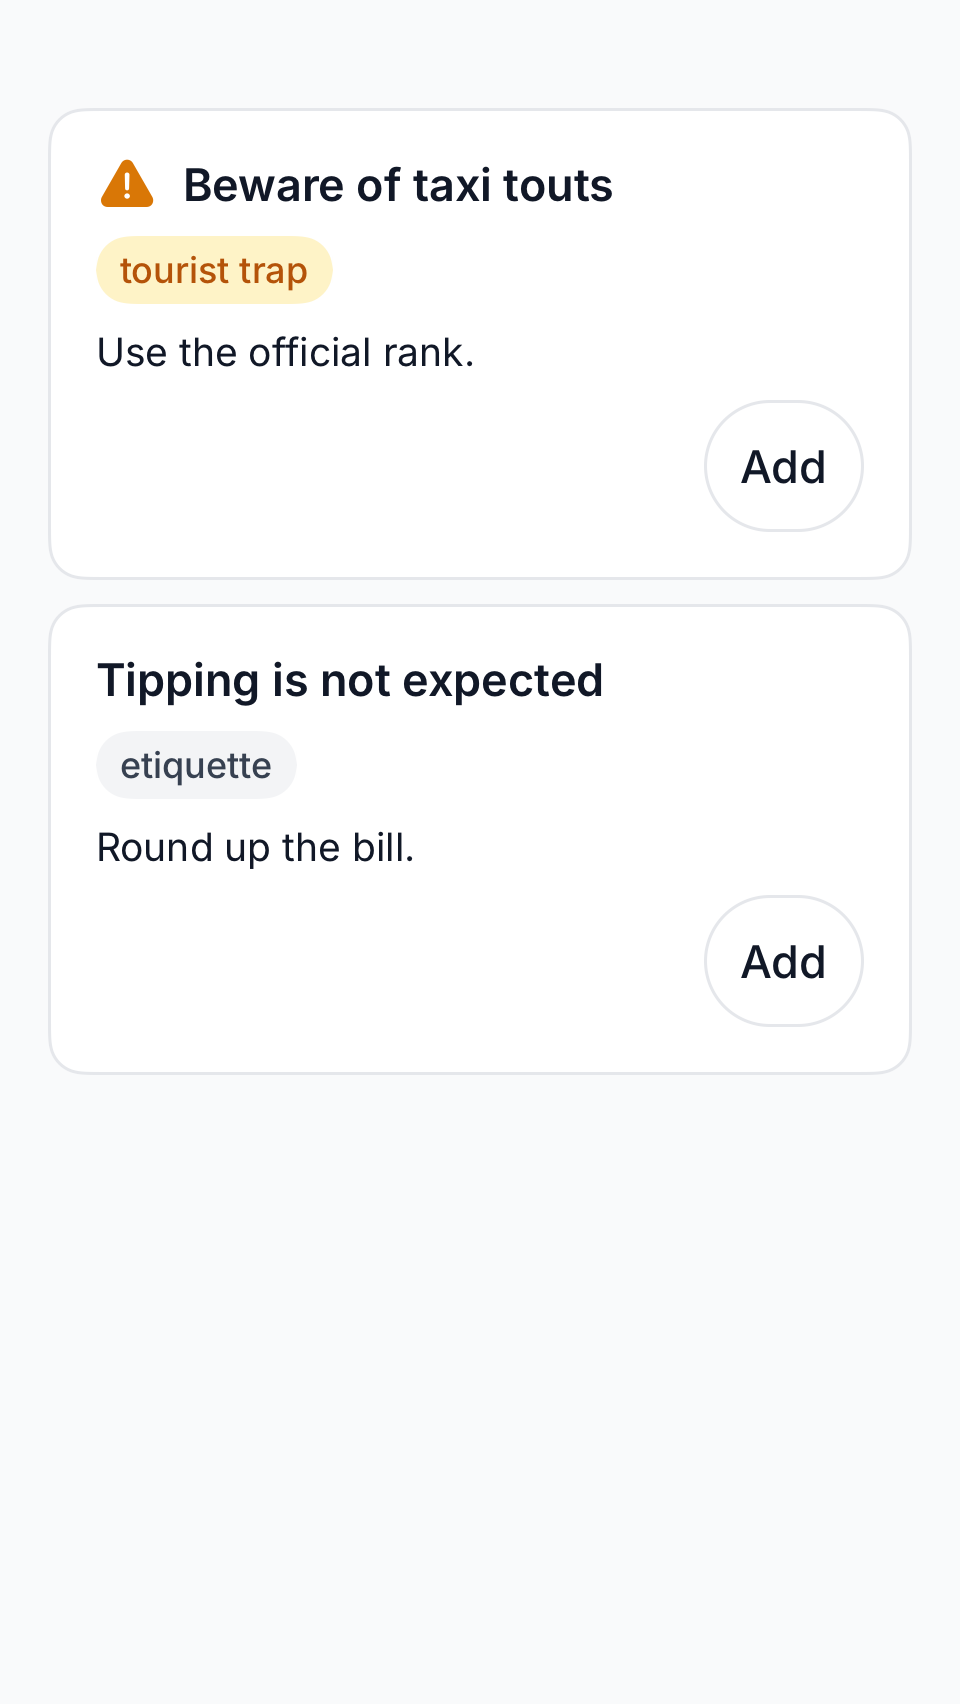 Beware of taxi touts
tourist trap
Use the official rank.
Add
Tipping is not expected
etiquette
Round up the bill.
Add